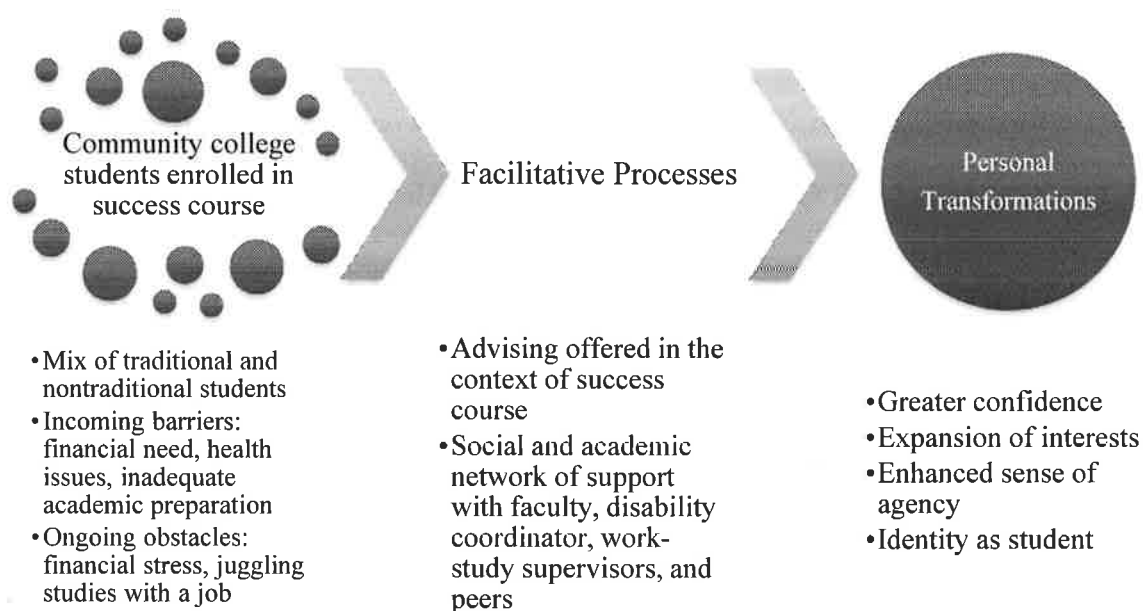 Community college
students enrolled in
success course
Facilitative Processes
Personal
Transformations
•Mix of traditional and
nontraditional students
•Incoming barriers:
financial need, health
issues, inadequate
academic preparation
•Ongoing obstacles:
financial stress, juggling
studies with a job
•Advising offered in the
context of success
course
•Social and academic
network of support
with faculty, disability
coordinator, work-
study supervisors, and
peers
•Greater confidence
•Expansion of interests
•Enhanced sense of
agency
•Identity as student